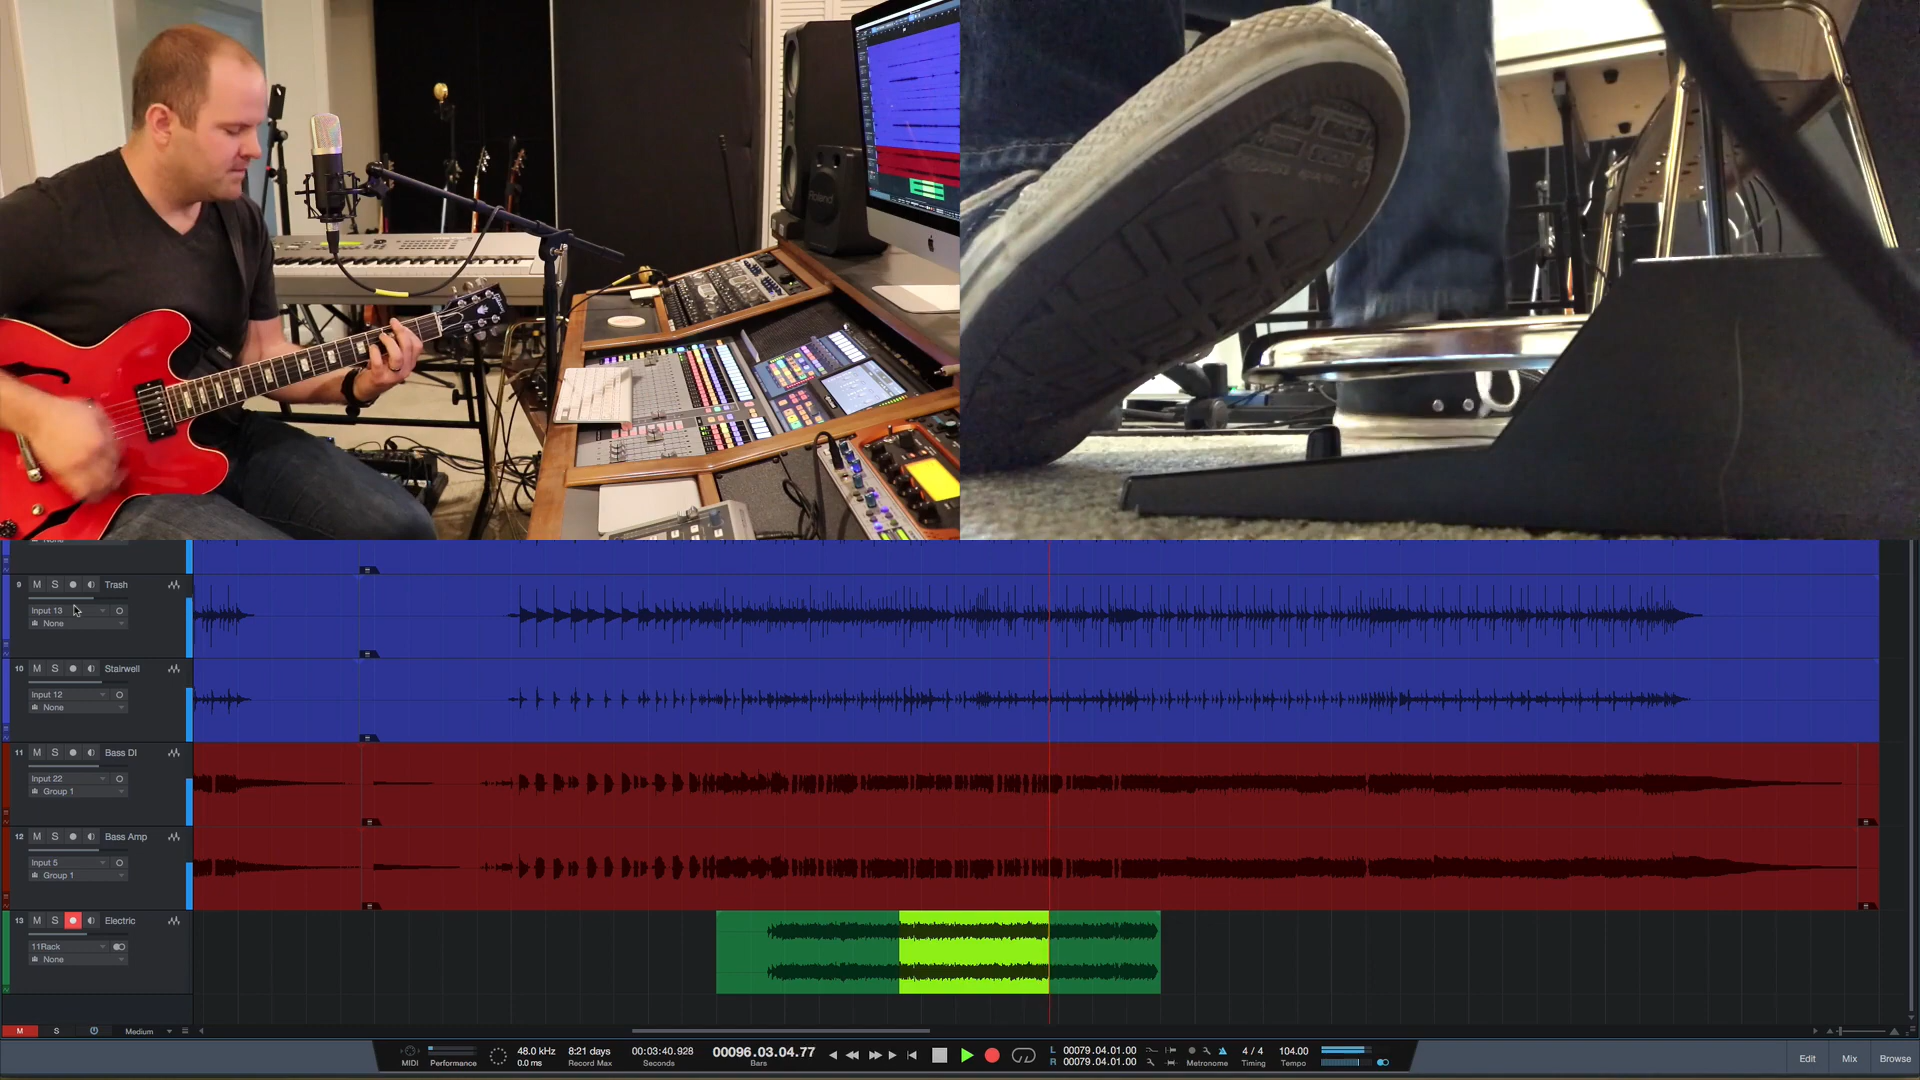 Gibson
Roland
None
9 M S Trash
Input 13
None
10 M S Stairwell
Input 12
None
11 M S Bass DI
Input 22
Group 1
12 M S Bass Amp
Input 5
Group 1
13 M S Electric
11Rack
None
M S Medium
MIDI
Performance
48.0 kHz
0.0 ms
8:21 days
Record Max
00:03:40.928
Seconds
00096.03.04.77
Bars
L 00079.04.01.00
R 00079.04.01.00
Metronome
4 / 4
Timing
104.00
Tempo
Edit
Mix
Browse